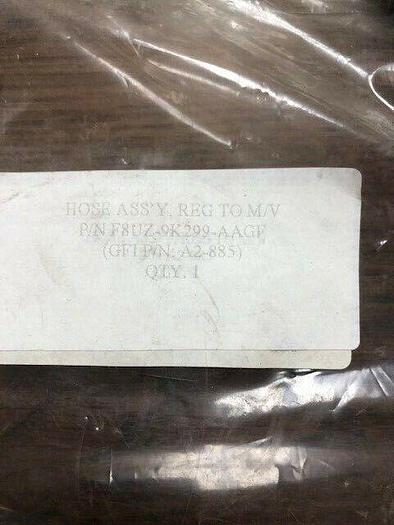 HOSE ASS'Y, REG TO M/V
P/N F8UZ-9K299-AAGF
(GFI P/N: A2-885)
QTY. 1